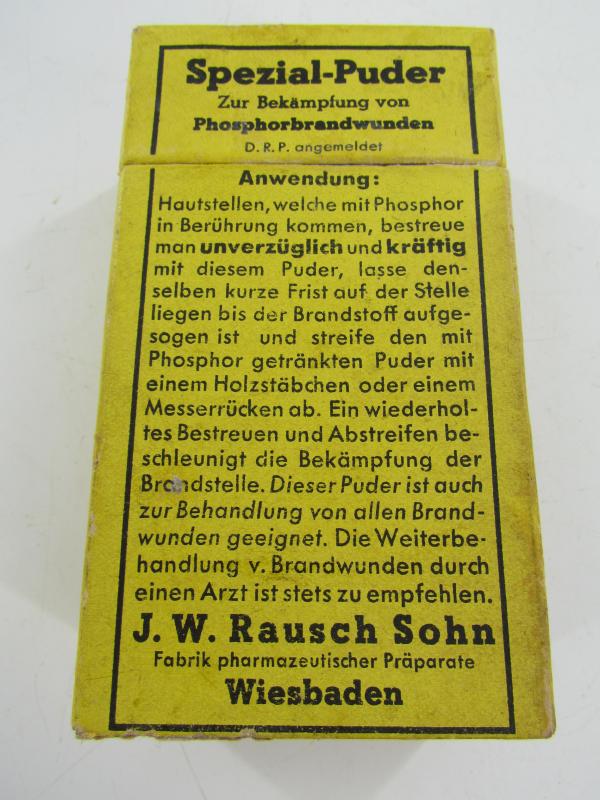 Spezial-Puder
Zur Bekämpfung von
Phosphorbrandwunden
D.R.P. angemeldet
Anwendung:
Hautstellen, welche mit Phosphor
in Berührung kommen, bestreue
man unverzüglich und kräftig
mit diesem Puder, lasse den-
selben kurze Frist auf der Stelle
liegen bis der Brandstoff aufge-
sogen ist und streife den mit
Phosphor getränkten Puder mit
einem Holzstäbchen oder einem
Messerrücken ab. Ein wiederhol-
tes Bestreuen und Abstreifen be-
schleunigt die Bekämpfung der
Brandstelle. Dieser Puder ist auch
zur Behandlung von allen Brand-
wunden geeignet. Die Weiterbe-
handlung v. Brandwunden durch
einen Arzt ist stets zu empfehlen.
J. W. Rausch Sohn
Fabrik pharmazeutischer Präparate
Wiesbaden